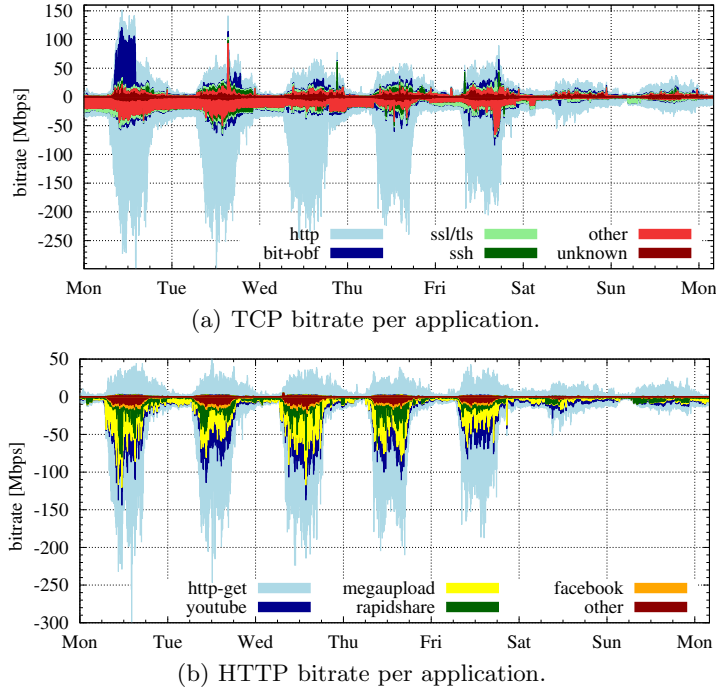 150
100
50
0
-50
-100
-150
-200
-250
bitrate [Mbps]
http
bit+obf
ssl/tls
ssh
other
unknown
Mon Tue Wed Thu Fri Sat Sun Mon
(a) TCP bitrate per application.
50
0
-50
-100
-150
-200
-250
-300
bitrate [Mbps]
http-get
youtube
megaupload
rapidshare
facebook
other
Mon Tue Wed Thu Fri Sat Sun Mon
(b) HTTP bitrate per application.